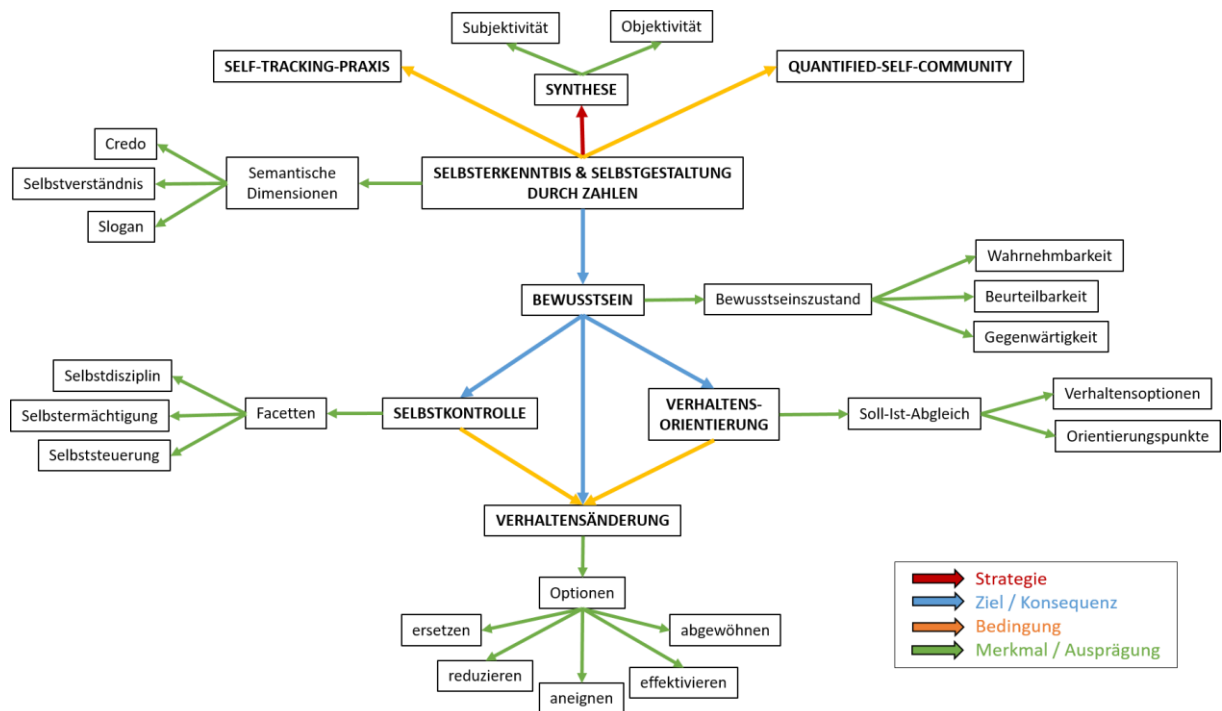 Subjektivität
Objektivität
SELF-TRACKING-PRAXIS
SYNTHESE
QUANTIFIED-SELF-COMMUNITY
Credo
Selbstverständnis
Slogan
Semantische
Dimensionen
SELBSTERKENNTBIS & SELBSTGESTALTUNG
DURCH ZAHLEN
BEWUSSTSEIN
Bewusstseinszustand
Wahrnehmbarkeit
Beurteilbarkeit
Gegenwärtigkeit
Selbstdisziplin
Selbstermächtigung
Selbststeuerung
Facetten
SELBSTKONTROLLE
VERHALTENS-
ORIENTIERUNG
Soll-Ist-Abgleich
Verhaltensoptionen
Orientierungspunkte
VERHALTENSÄNDERUNG
Optionen
ersetzen
abgewöhnen
reduzieren
effektivieren
aneignen
Strategie
Ziel / Konsequenz
Bedingung
Merkmal / Ausprägung